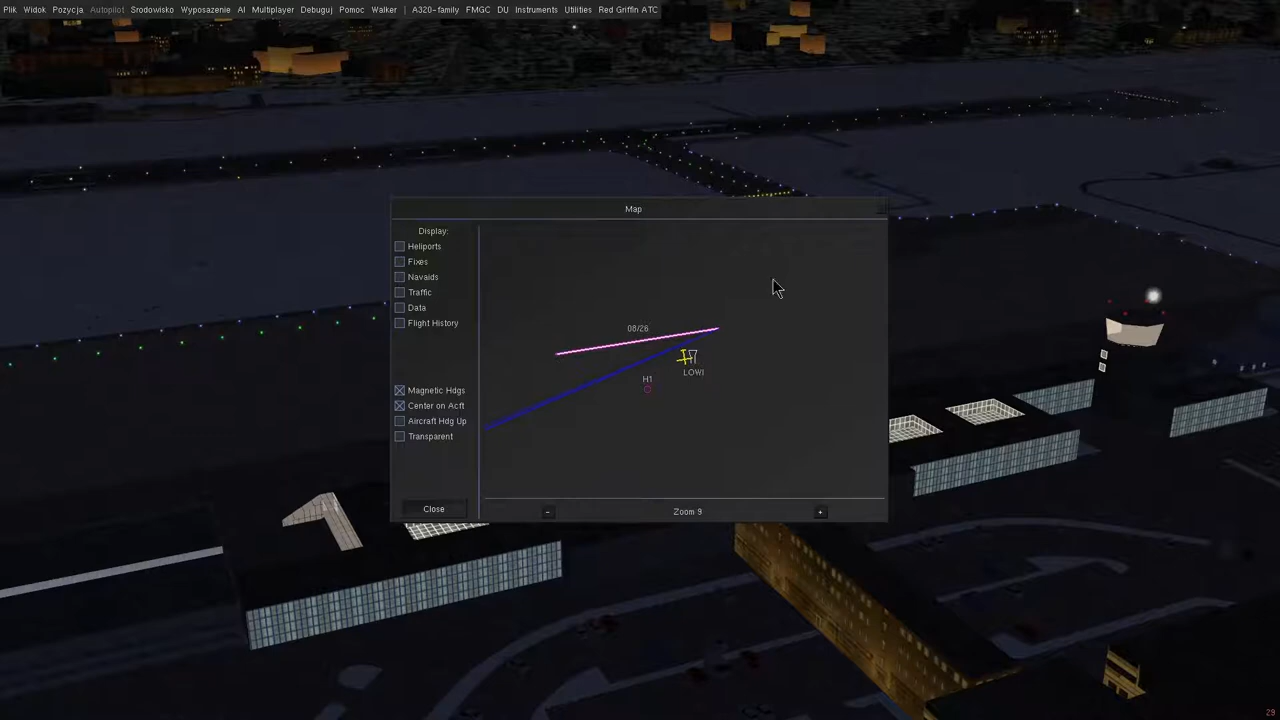 Plik Widok Pozycja Autopilot Środowisko Wyposażenie AI Multiplayer Debuguj Pomoc Walker | A320-family FMGC DU Instruments Utilities Red Griffin ATC
Map
Display:
Heliports
Fixes
Navaids
Traffic
Data
Flight History
Magnetic Hdgs
Center on Acft
Aircraft Hdg Up
Transparent
Close
08/26
LOWI
H1
- Zoom 9 +
29